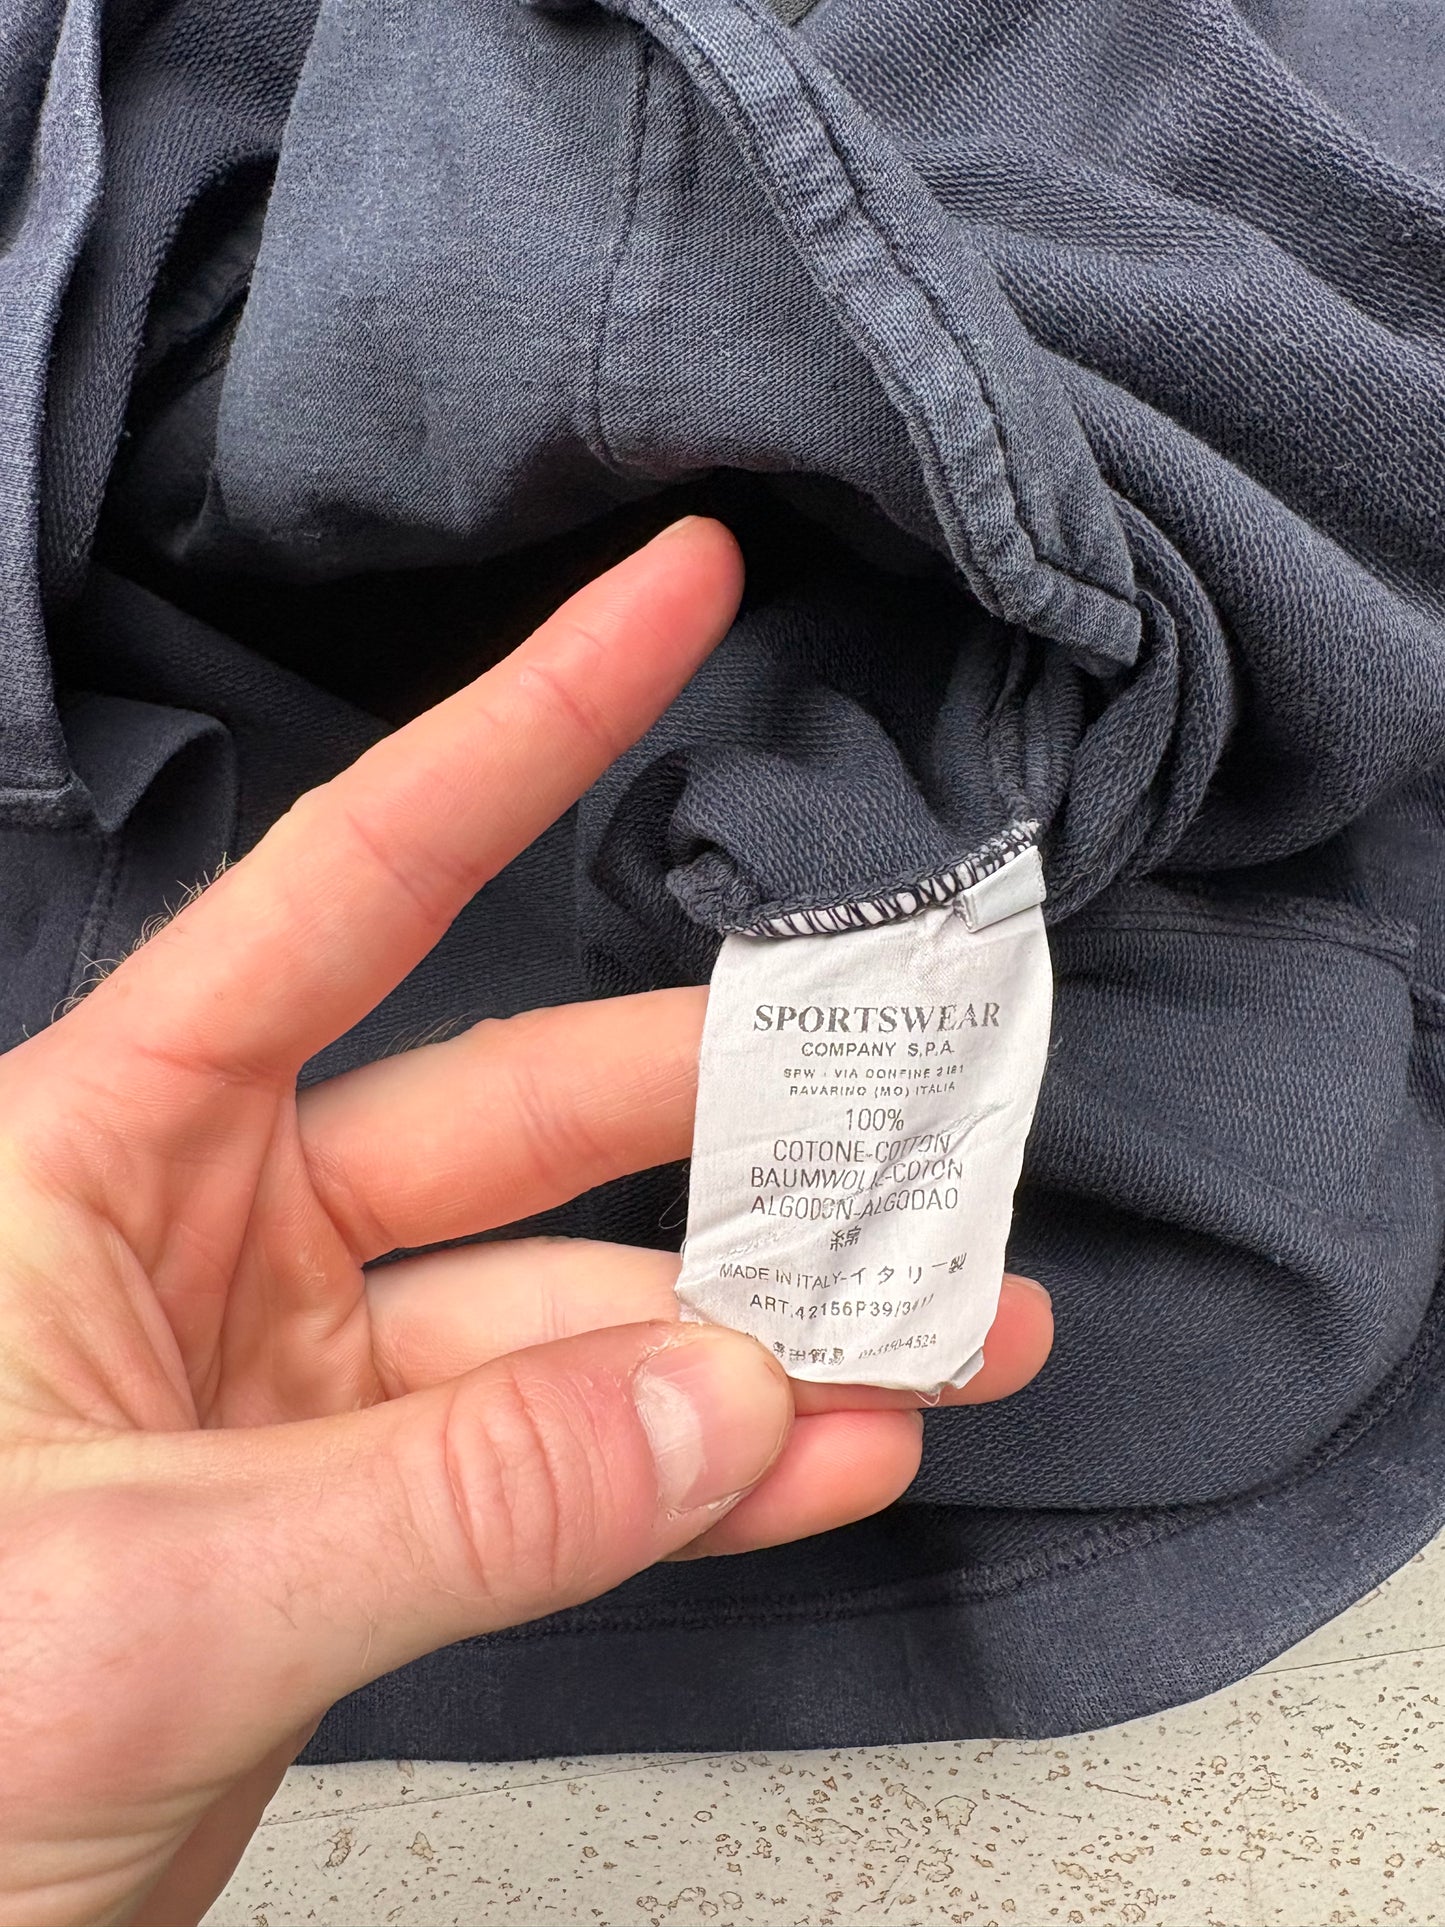 SPORTSWEAR
COMPANY S.P.A.
SPW - VIA CONFINE 2161
RAVARINO (MO) ITALIA
100%
COTONE-COTTON
BAUMWOLLE-COTON
ALGODON-ALGODAO
綿
MADE IN ITALY-イタリー製
ART.